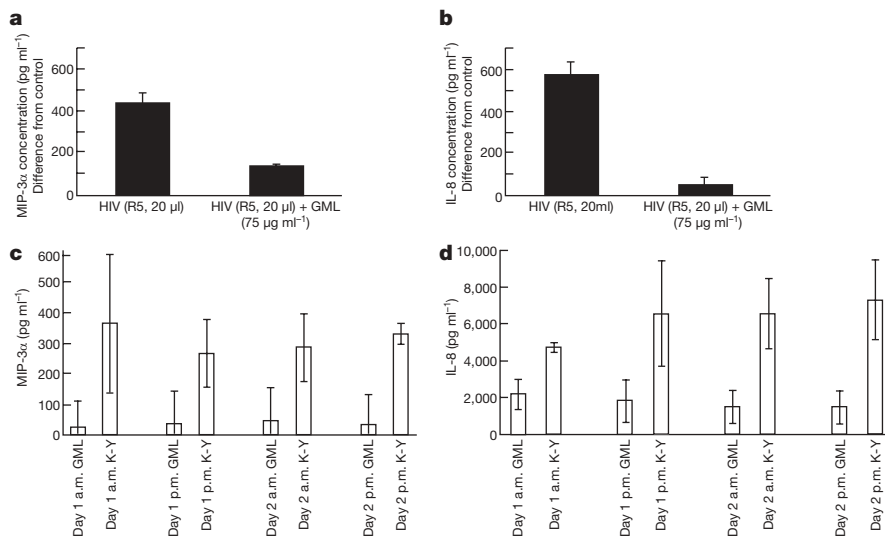 a
MIP-3α concentration (pg ml⁻¹)
Difference from control
600
400
200
0
HIV (R5, 20 µl)
HIV (R5, 20 µl) + GML
(75 µg ml⁻¹)
b
IL-8 concentration (pg ml⁻¹)
Difference from control
600
400
200
0
HIV (R5, 20ml)
HIV (R5, 20 µl) + GML
(75 µg ml⁻¹)
c
MIP-3α (pg ml⁻¹)
600
500
400
300
200
100
0
Day 1 a.m. GML
Day 1 a.m. K-Y
Day 1 p.m. GML
Day 1 p.m. K-Y
Day 2 a.m. GML
Day 2 a.m. K-Y
Day 2 p.m. GML
Day 2 p.m. K-Y
d
IL-8 (pg ml⁻¹)
10,000
8,000
6,000
4,000
2,000
0
Day 1 a.m. GML
Day 1 a.m. K-Y
Day 1 p.m. GML
Day 1 p.m. K-Y
Day 2 a.m. GML
Day 2 a.m. K-Y
Day 2 p.m. GML
Day 2 p.m. K-Y